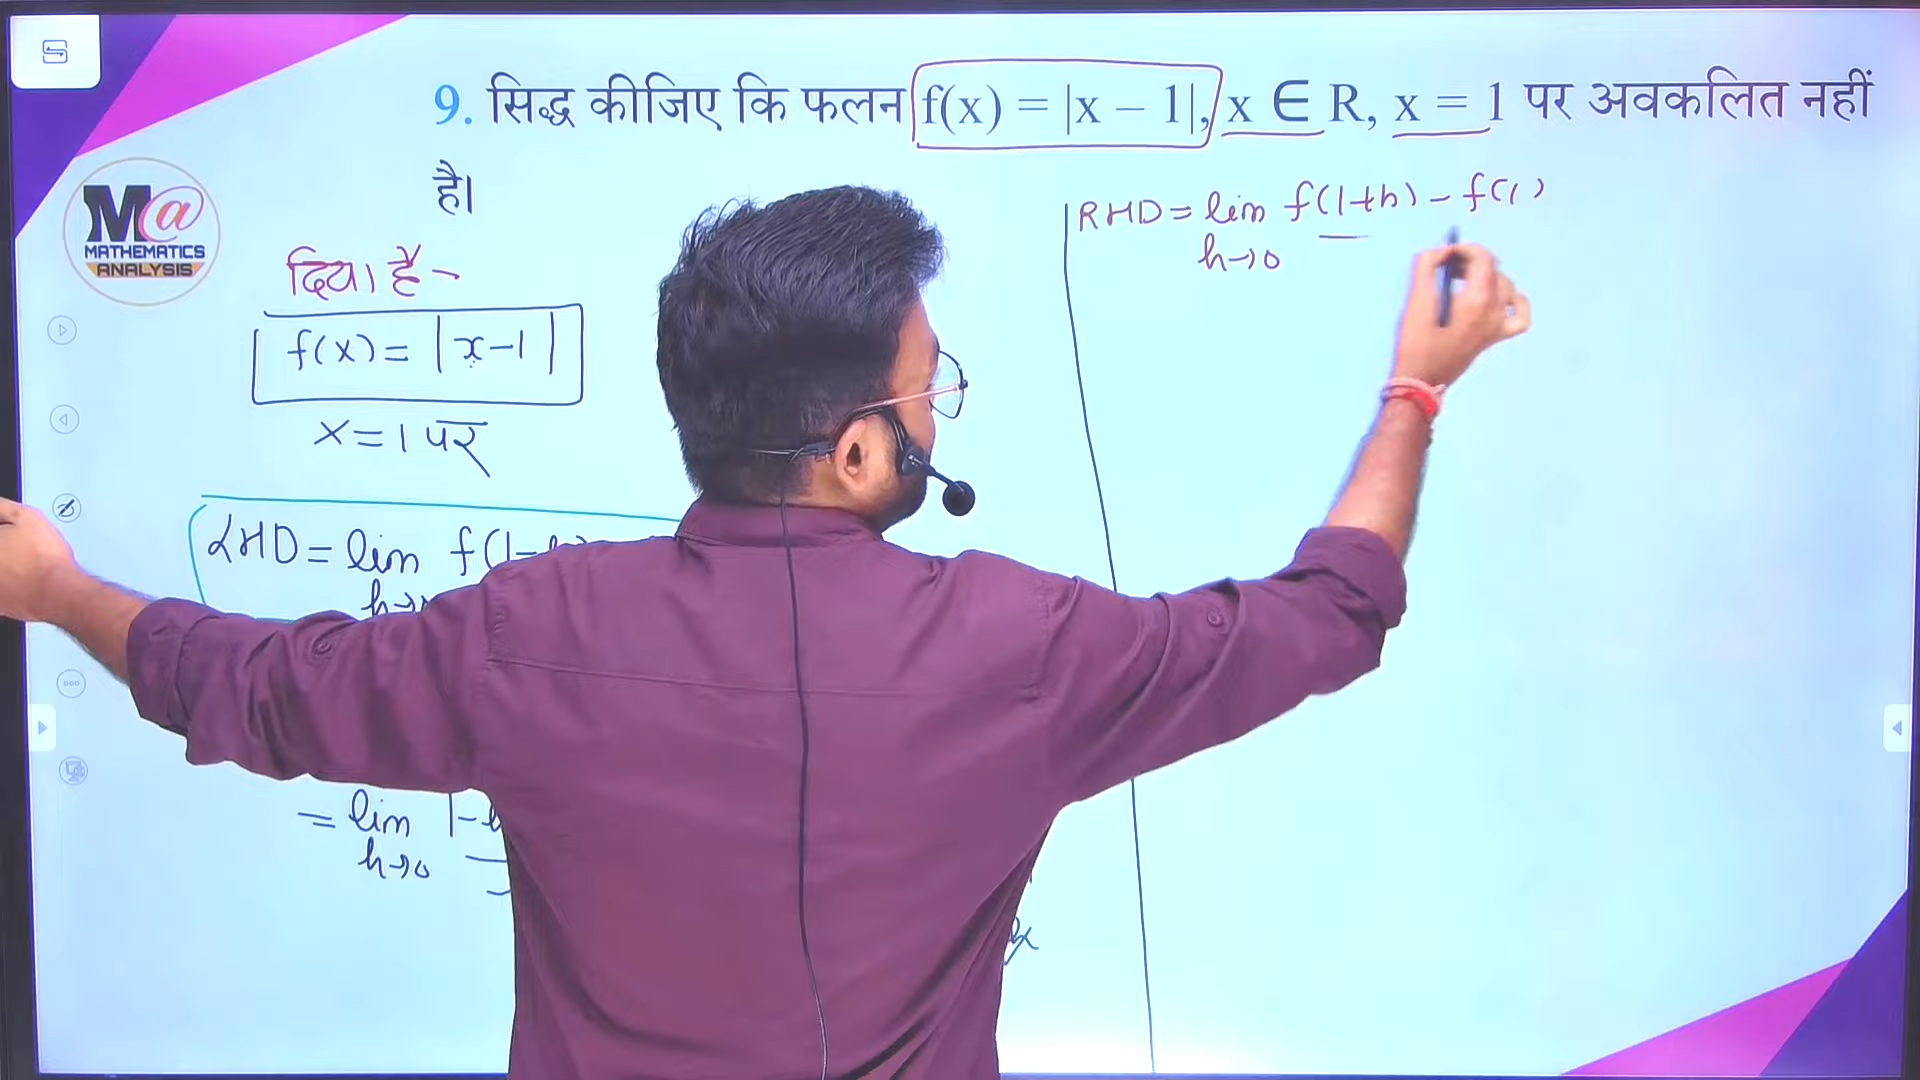 9. सिद्ध कीजिए कि फलन f(x) = |x – 1|, x ∈ R, x = 1 पर अवकलित नहीं
है।
M@
MATHEMATICS
ANALYSIS
दिया है -
f(x) = |x-1|
x = 1 पर
LHD = lim f(1-h)
h→
= lim |-
h→0
RHD = lim f(1+h) - f(1)
h→0